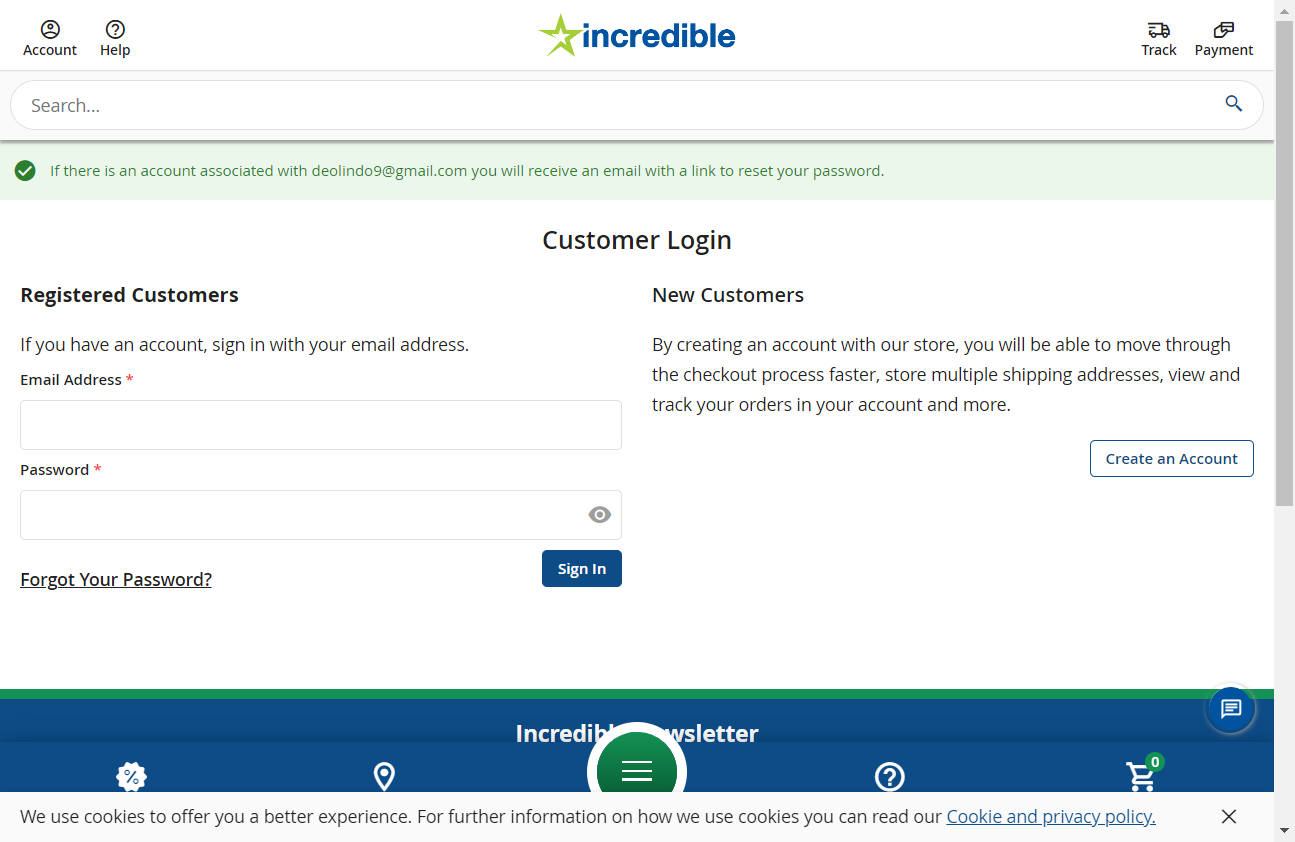 Account
Help
incredible
Track
Payment
Search...
If there is an account associated with deolindo9@gmail.com you will receive an email with a link to reset your password.
Customer Login
Registered Customers
If you have an account, sign in with your email address.
Email Address *
Password *
Forgot Your Password?
Sign In
New Customers
By creating an account with our store, you will be able to move through
the checkout process faster, store multiple shipping addresses, view and
track your orders in your account and more.
Create an Account
%
0
We use cookies to offer you a better experience. For further information on how we use cookies you can read our Cookie and privacy policy.